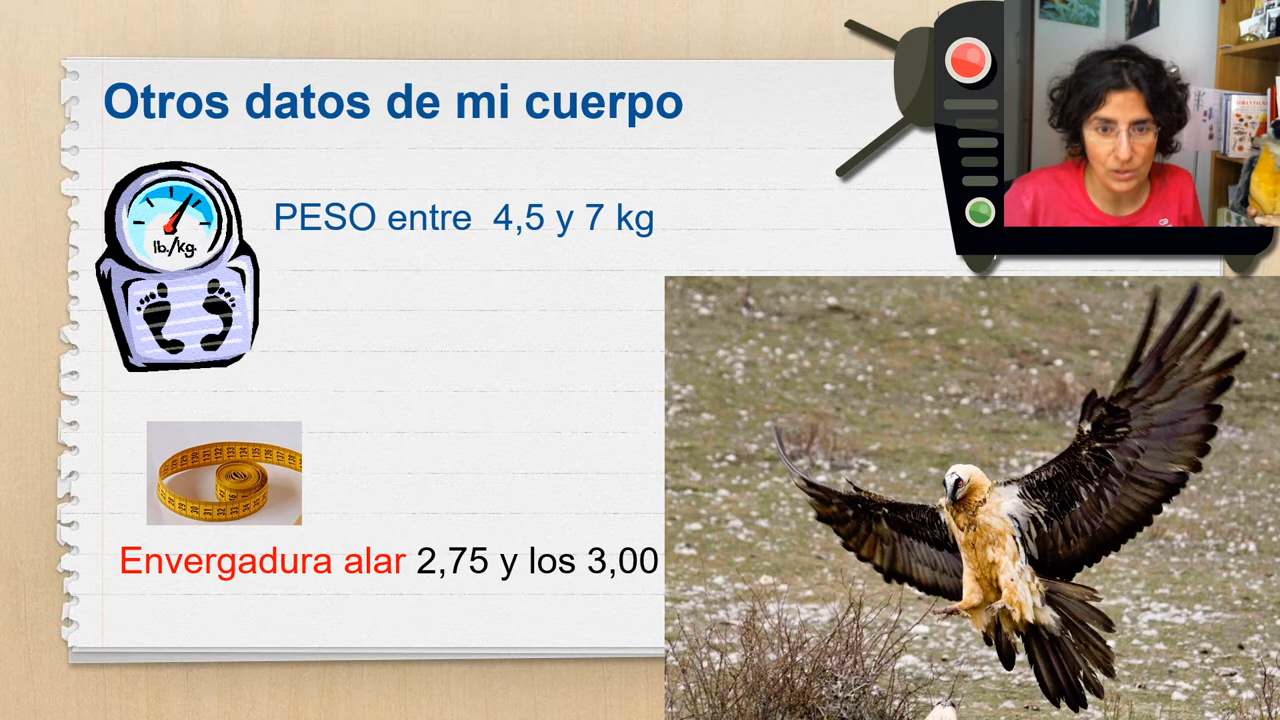 Otros datos de mi cuerpo
PESO entre 4,5 y 7 kg
lb./kg.
Envergadura alar 2,75 y los 3,00